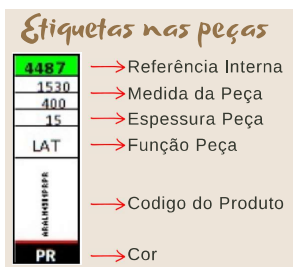 Etiquetas nas peças
4487 Referência Interna
1530 Medida da Peça
400
15 Espessura Peça
LAT Função Peça
Codigo do Produto
PR Cor